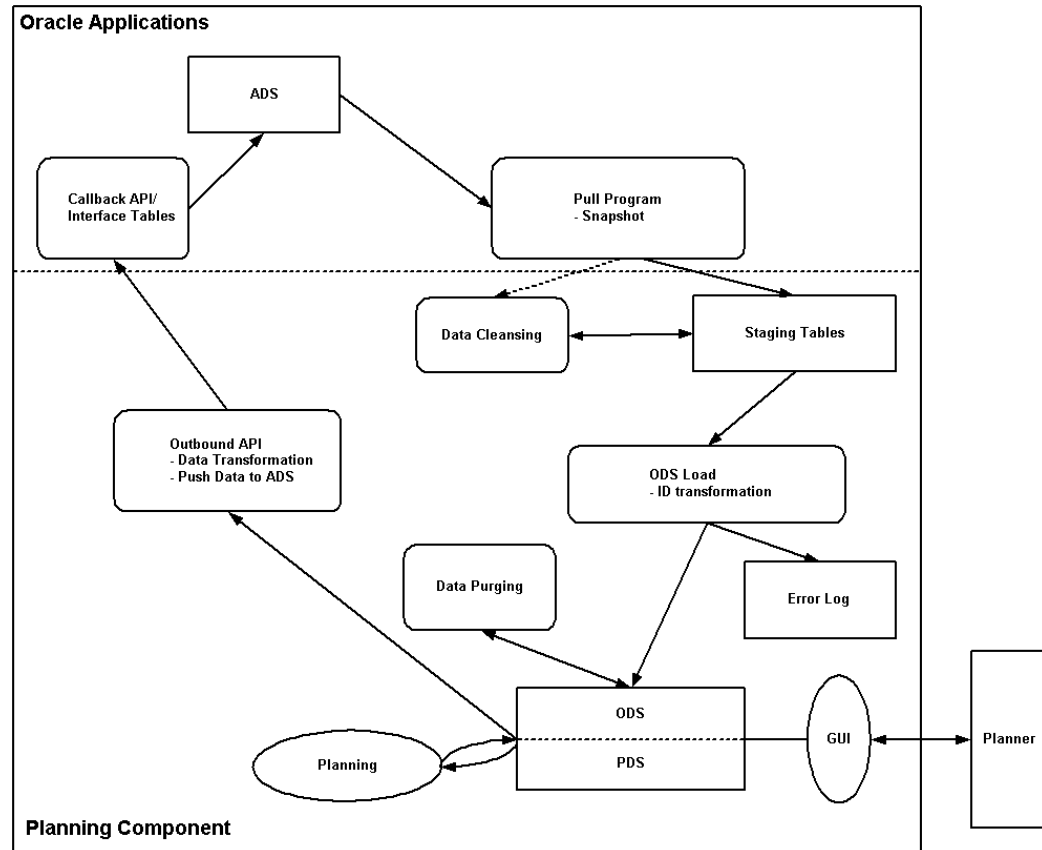 Oracle Applications
ADS
Callback API/
Interface Tables
Pull Program
- Snapshot
Data Cleansing
Staging Tables
Outbound API
- Data Transformation
- Push Data to ADS
ODS Load
- ID transformation
Data Purging
Error Log
ODS
GUI
Planner
Planning
PDS
Planning Component